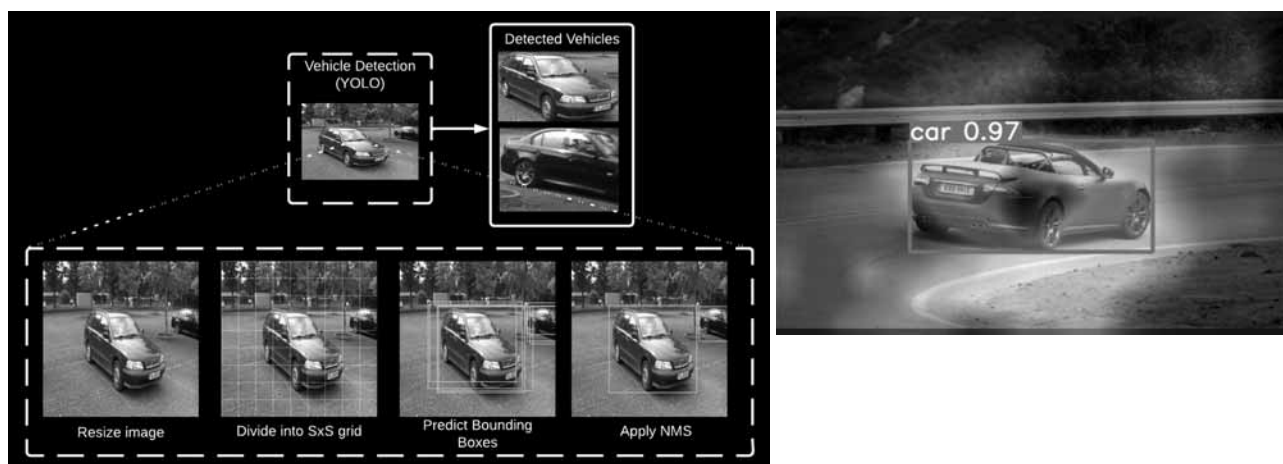 Vehicle Detection
(YOLO)
Detected Vehicles
Resize image
Divide into SxS grid
Predict Bounding
Boxes
Apply NMS
car 0.97